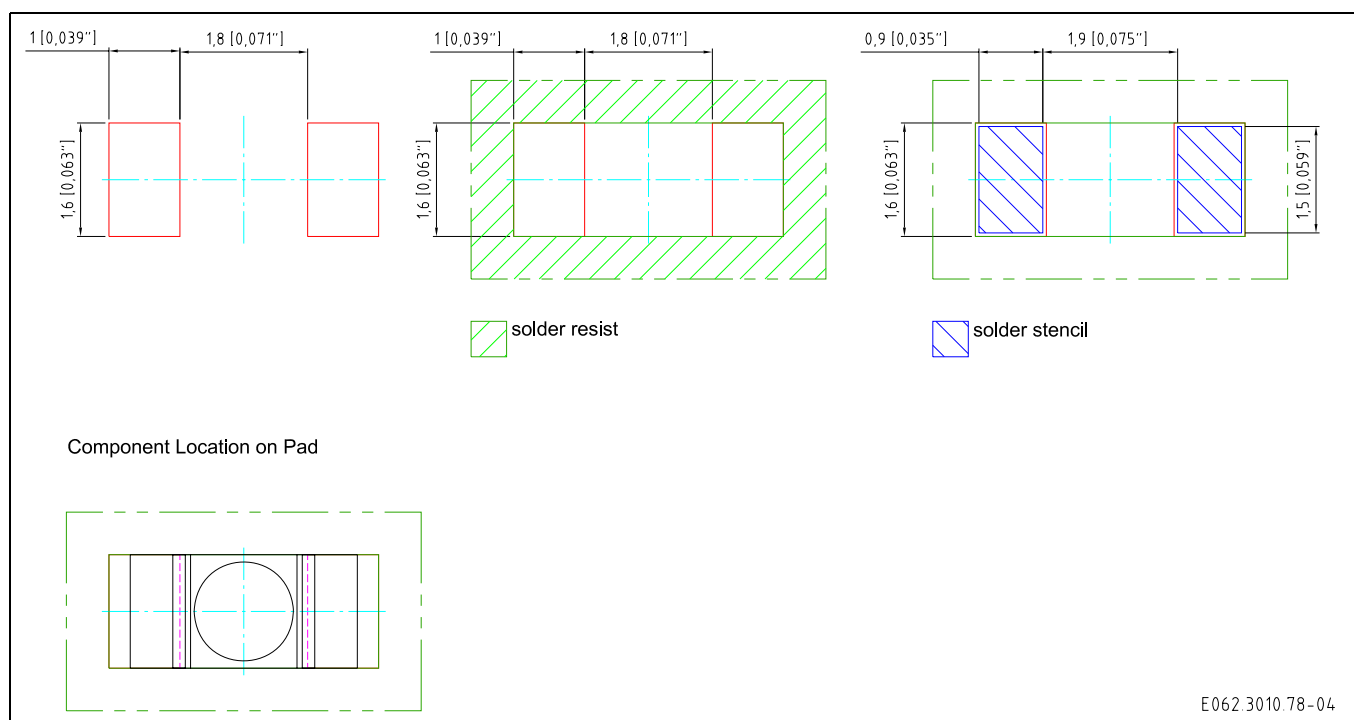 1 [0,039"]
1,8 [0,071"]
1,6 [0,063"]
1 [0,039"]
1,8 [0,071"]
1,6 [0,063"]
solder resist
0,9 [0,035"]
1,9 [0,075"]
1,6 [0,063"]
1,5 [0,059"]
solder stencil
Component Location on Pad
E062.3010.78-04